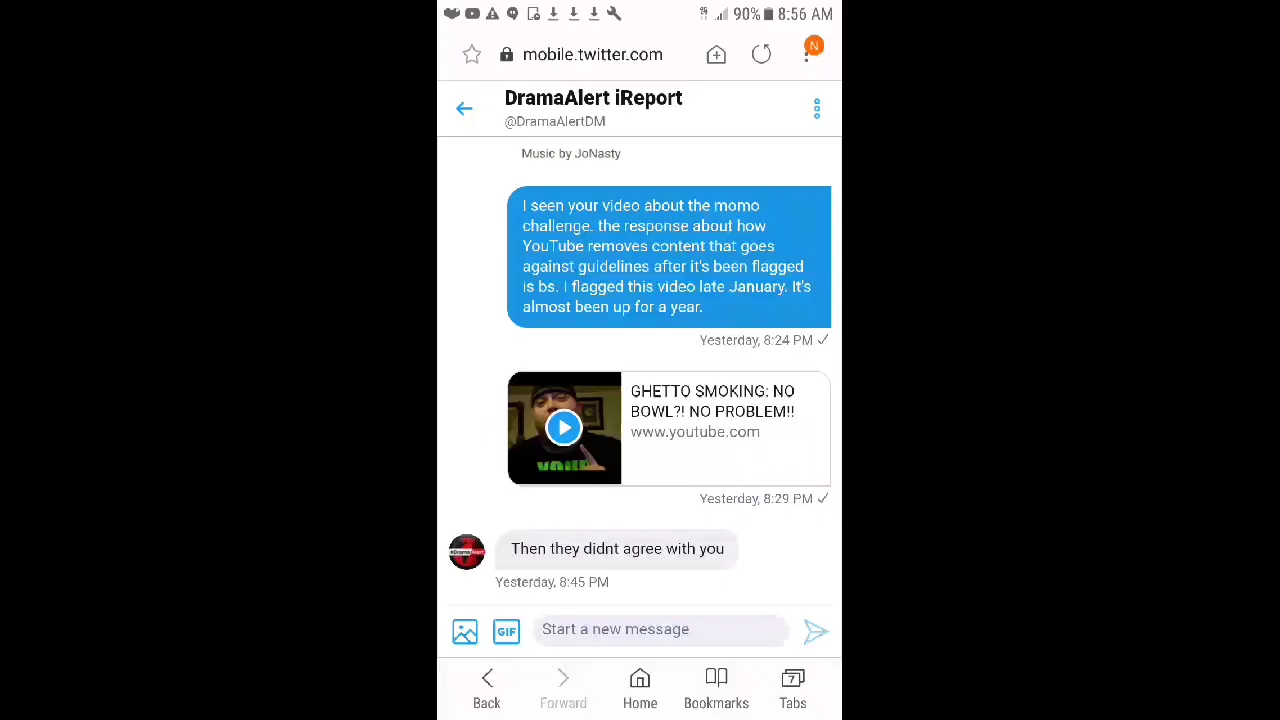 90% 8:56 AM
mobile.twitter.com
N
DramaAlert iReport
@DramaAlertDM
Music by JoNasty
I seen your video about the momo
challenge. the response about how
YouTube removes content that goes
against guidelines after it's been flagged
is bs. I flagged this video late January. It's
almost been up for a year.
Yesterday, 8:24 PM
GHETTO SMOKING: NO
BOWL?! NO PROBLEM!!
www.youtube.com
YOUR
Yesterday, 8:29 PM
Then they didnt agree with you
Yesterday, 8:45 PM
GIF
Start a new message
7
Back
Forward
Home
Bookmarks
Tabs